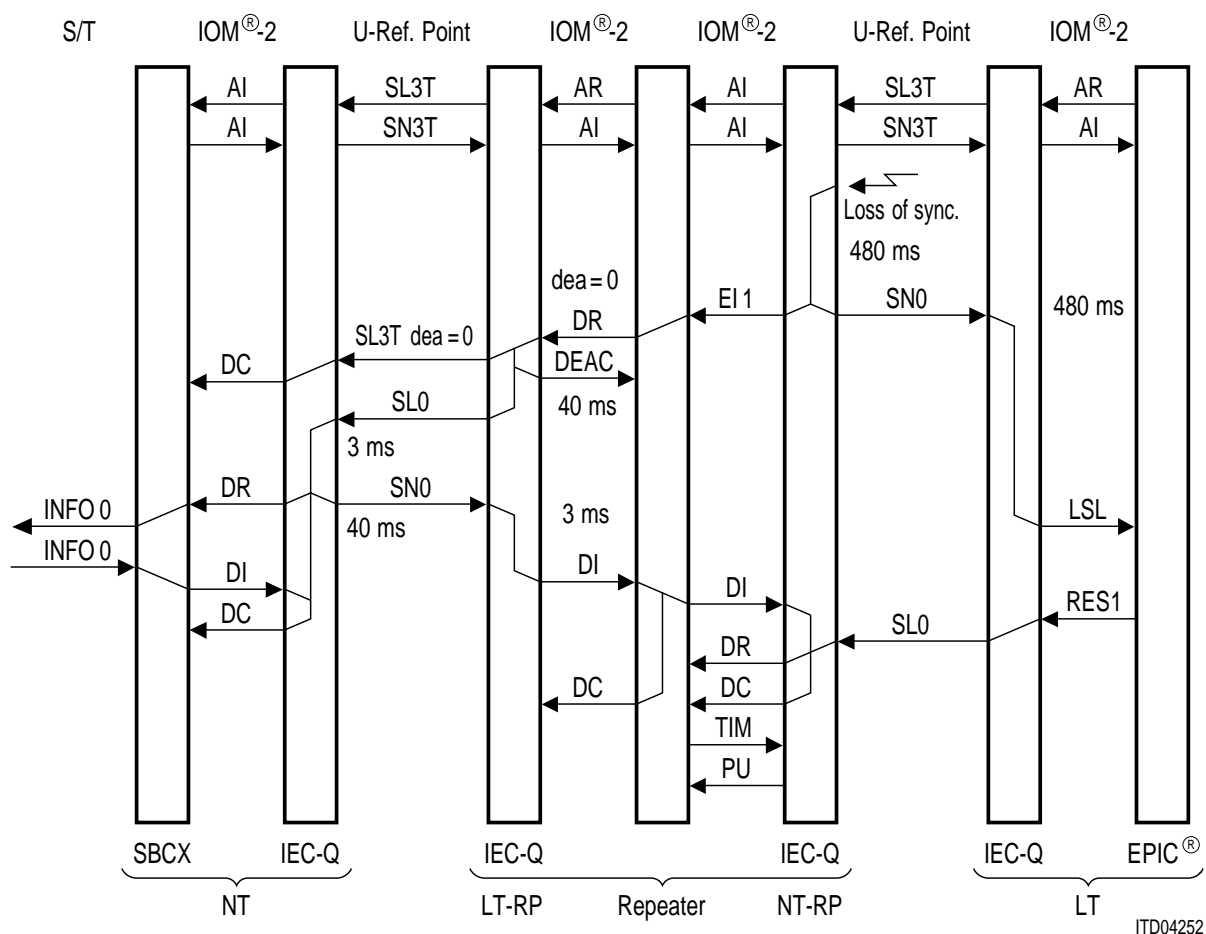 S/T IOM®-2 U-Ref. Point IOM®-2 IOM®-2 U-Ref. Point IOM®-2
AI SL3T AR AI SL3T AR
AI SN3T AI AI SN3T AI
Loss of sync.
480 ms
dea = 0
EI 1 SN0 480 ms
DR
SL3T dea = 0
DC DEAC
SL0 40 ms
3 ms
DR SN0
INFO 0 40 ms 3 ms LSL
INFO 0
DI DI DI
DC RES1
SL0
DR
DC DC
TIM
PU
SBCX IEC-Q IEC-Q IEC-Q IEC-Q EPIC®
NT LT-RP Repeater NT-RP LT
ITD04252